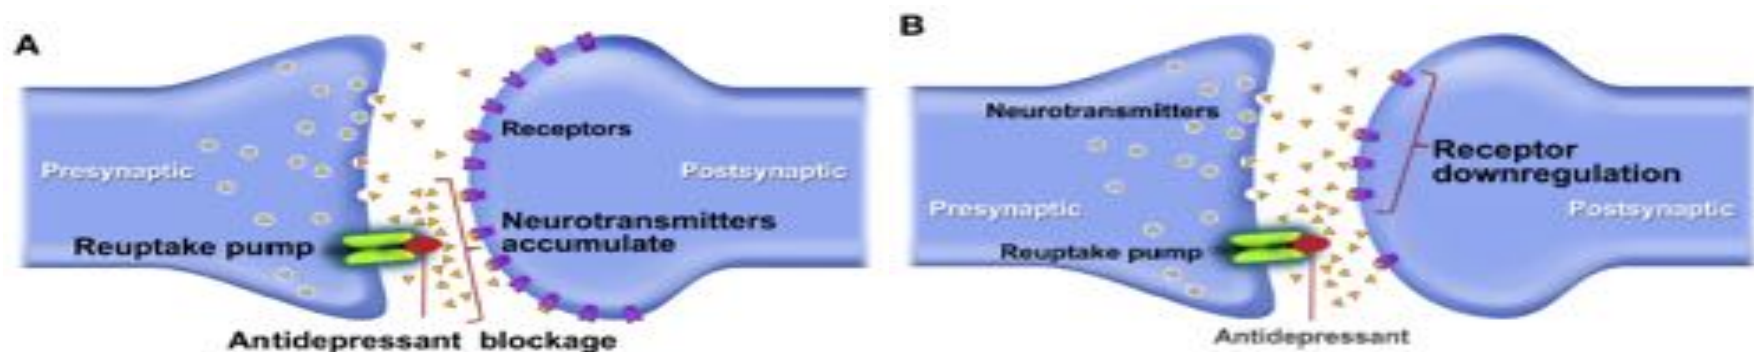 A
Receptors
Presynaptic
Postsynaptic
Neurotransmitters
accumulate
Reuptake pump
Antidepressant blockage
B
Neurotransmitters
Receptor
downregulation
Presynaptic
Postsynaptic
Reuptake pump
Antidepressant